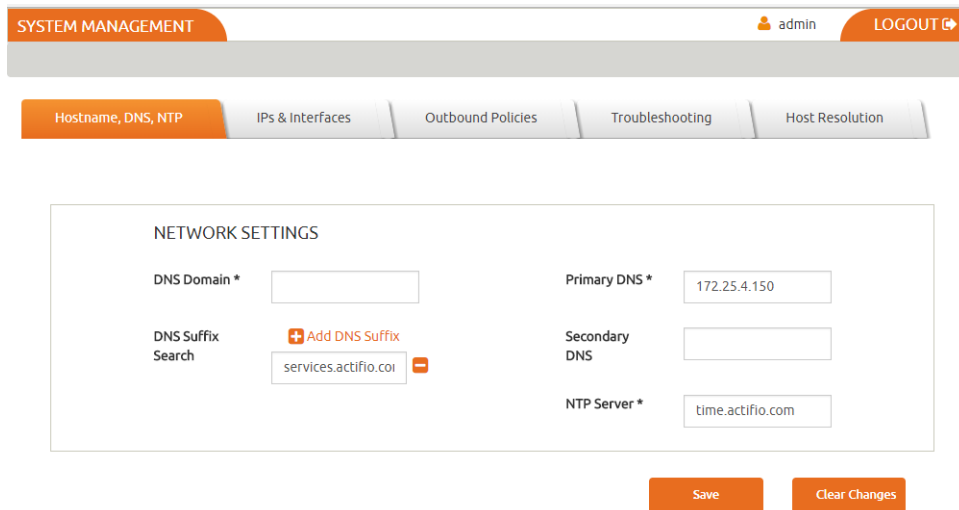 SYSTEM MANAGEMENT
admin
LOGOUT
Hostname, DNS, NTP
IPs & Interfaces
Outbound Policies
Troubleshooting
Host Resolution
NETWORK SETTINGS
DNS Domain *
Primary DNS *
172.25.4.150
DNS Suffix
Search
Add DNS Suffix
services.actifio.co
Secondary
DNS
NTP Server *
time.actifio.com
Save
Clear Changes